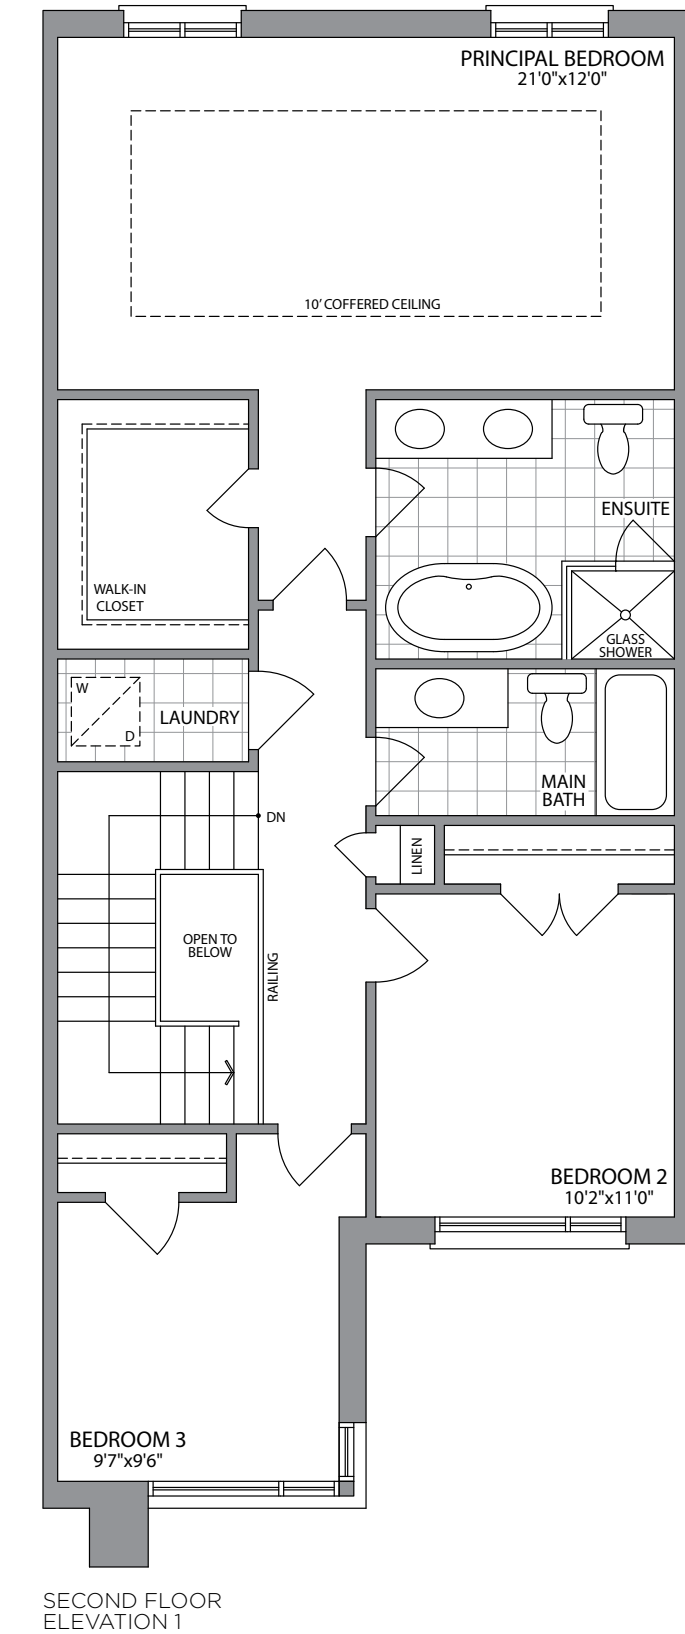 PRINCIPAL BEDROOM
21'0"x12'0"
10' COFFERED CEILING
ENSUITE
WALK-IN
CLOSET
GLASS
SHOWER
W
D
LAUNDRY
MAIN
BATH
DN
LINEN
OPEN TO
BELOW
RAILING
BEDROOM 2
10'2"x11'0"
BEDROOM 3
9'7"x9'6"
SECOND FLOOR
ELEVATION 1